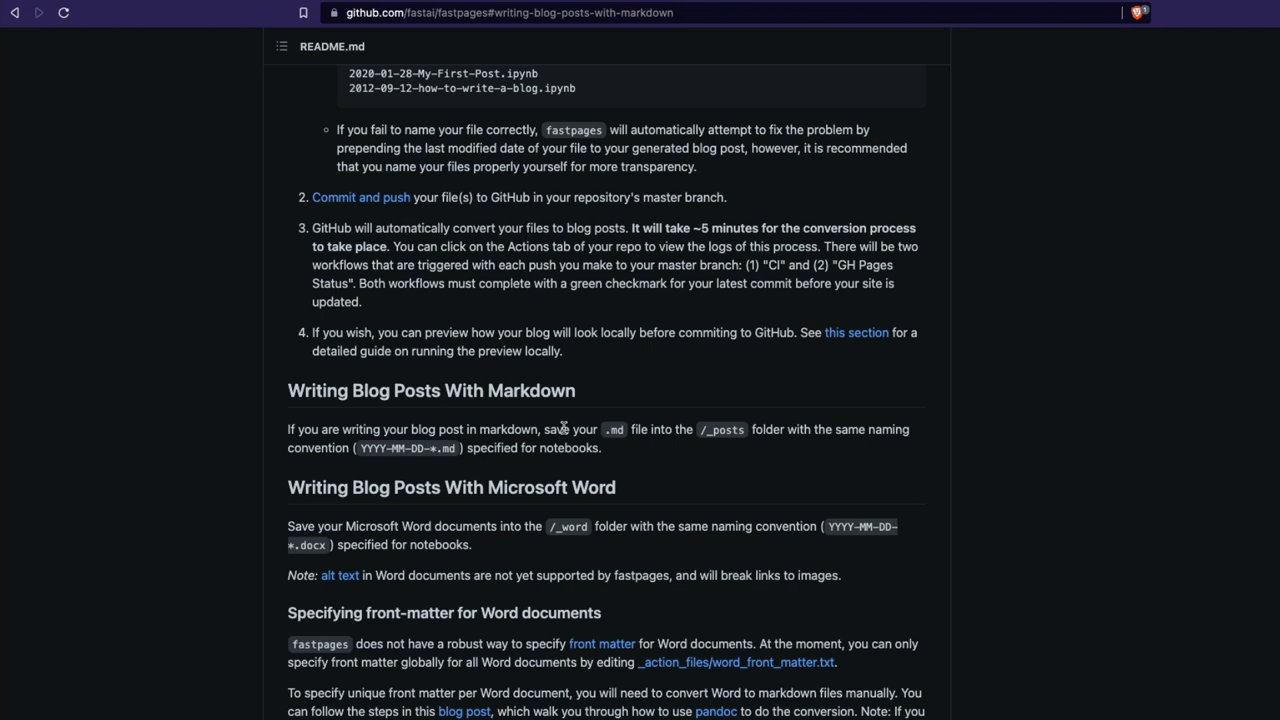 github.com/fastai/fastpages#writing-blog-posts-with-markdown
1
README.md
2020-01-28-My-First-Post.ipynb
2012-09-12-how-to-write-a-blog.ipynb
If you fail to name your file correctly, fastpages will automatically attempt to fix the problem by
prepending the last modified date of your file to your generated blog post, however, it is recommended
that you name your files properly yourself for more transparency.
2. Commit and push your file(s) to GitHub in your repository's master branch.
3. GitHub will automatically convert your files to blog posts. It will take ~5 minutes for the conversion process
to take place. You can click on the Actions tab of your repo to view the logs of this process. There will be two
workflows that are triggered with each push you make to your master branch: (1) "CI" and (2) "GH Pages
Status". Both workflows must complete with a green checkmark for your latest commit before your site is
updated.
4. If you wish, you can preview how your blog will look locally before commiting to GitHub. See this section for a
detailed guide on running the preview locally.
Writing Blog Posts With Markdown
If you are writing your blog post in markdown, save your .md file into the /_posts folder with the same naming
convention (YYYY-MM-DD-*.md) specified for notebooks.
Writing Blog Posts With Microsoft Word
Save your Microsoft Word documents into the /_word folder with the same naming convention (YYYY-MM-DD-
*.docx) specified for notebooks.
Note: alt text in Word documents are not yet supported by fastpages, and will break links to images.
Specifying front-matter for Word documents
fastpages does not have a robust way to specify front matter for Word documents. At the moment, you can only
specify front matter globally for all Word documents by editing _action_files/word_front_matter.txt.
To specify unique front matter per Word document, you will need to convert Word to markdown files manually. You
can follow the steps in this blog post, which walk you through how to use pandoc to do the conversion. Note: If you